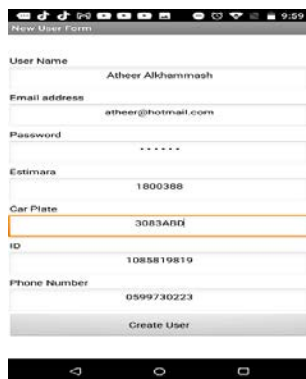 9:59
New User Form
User Name
Atheer Alkhammash
Email address
atheer@hotmail.com
Password
••••••
Estimara
1800388
Car Plate
3083ABD
ID
1085819819
Phone Number
0599730223
Create User